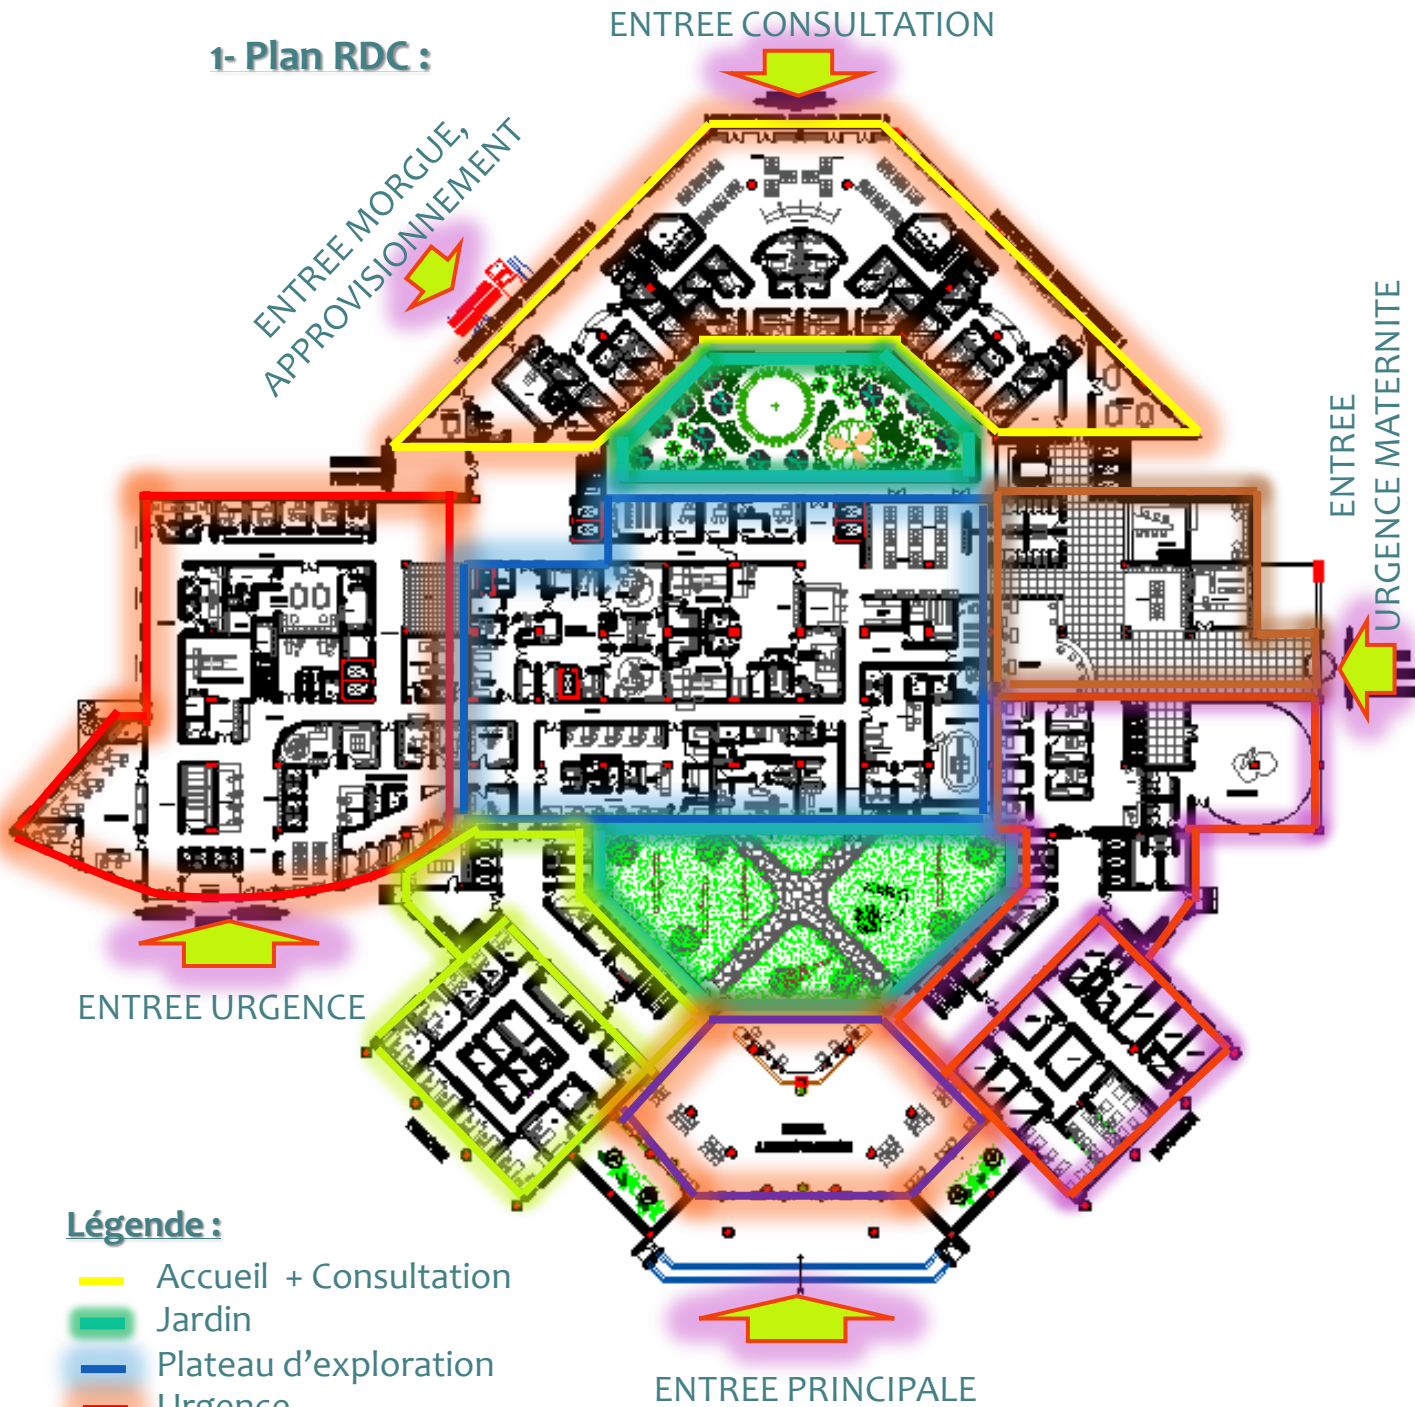 ENTREE CONSULTATION
1- Plan RDC :
ENTREE MORGUE,
APPROVISIONNEMENT
ENTREE
URGENCE MATERNITE
ENTREE URGENCE
Légende :
Accueil + Consultation
Jardin
Plateau d’exploration
Urgence
ENTREE PRINCIPALE